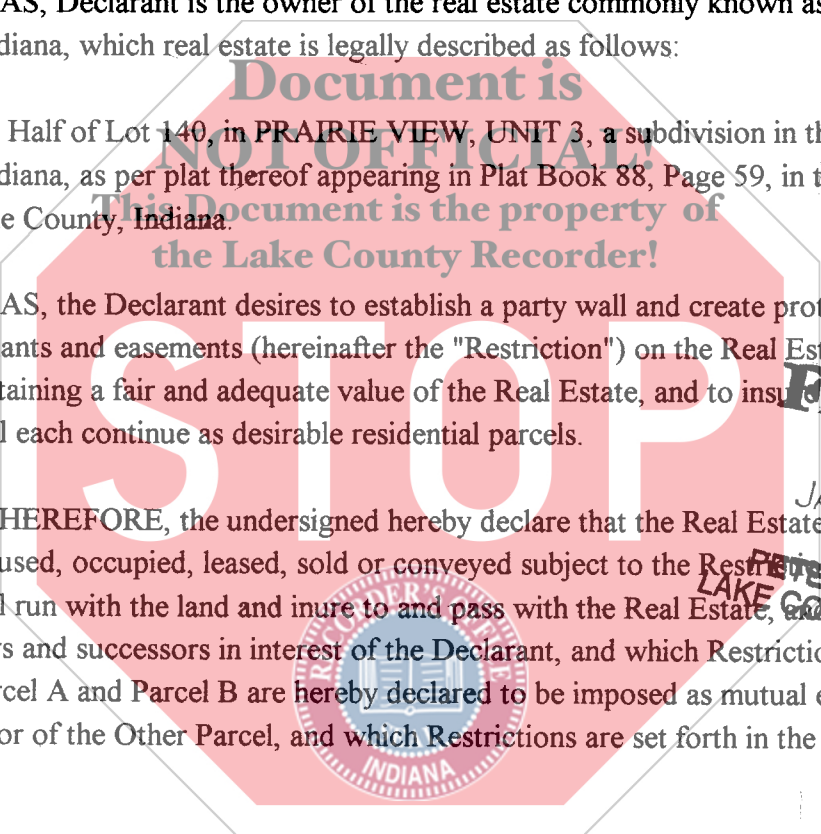 AS, Declarant is the owner of the real estate commonly known as
diana, which real estate is legally described as follows:
Document is
Half of Lot 140, in PRAIRIE VIEW, UNIT 3, a subdivision in th
NOT OFFICIAL!
diana, as per plat thereof appearing in Plat Book 88, Page 59, in t
This Document is the property of
e County, Indiana.
the Lake County Recorder!
AS, the Declarant desires to establish a party wall and create prot
ants and easements (hereinafter the "Restriction") on the Real Est
taining a fair and adequate value of the Real Estate, and to insu
F
l each continue as desirable residential parcels.
STOP
JA
HEREFORE, the undersigned hereby declare that the Real Estate
used, occupied, leased, sold or conveyed subject to the
PETE
LAKE CO
l run with the land and inure to and pass with the Real Estate, and
s and successors in interest of the Declarant, and which Restrictio
rcel A and Parcel B are hereby declared to be imposed as mutual e
or of the Other Parcel, and which Restrictions are set forth in the
RECORDER'S
INDIANA